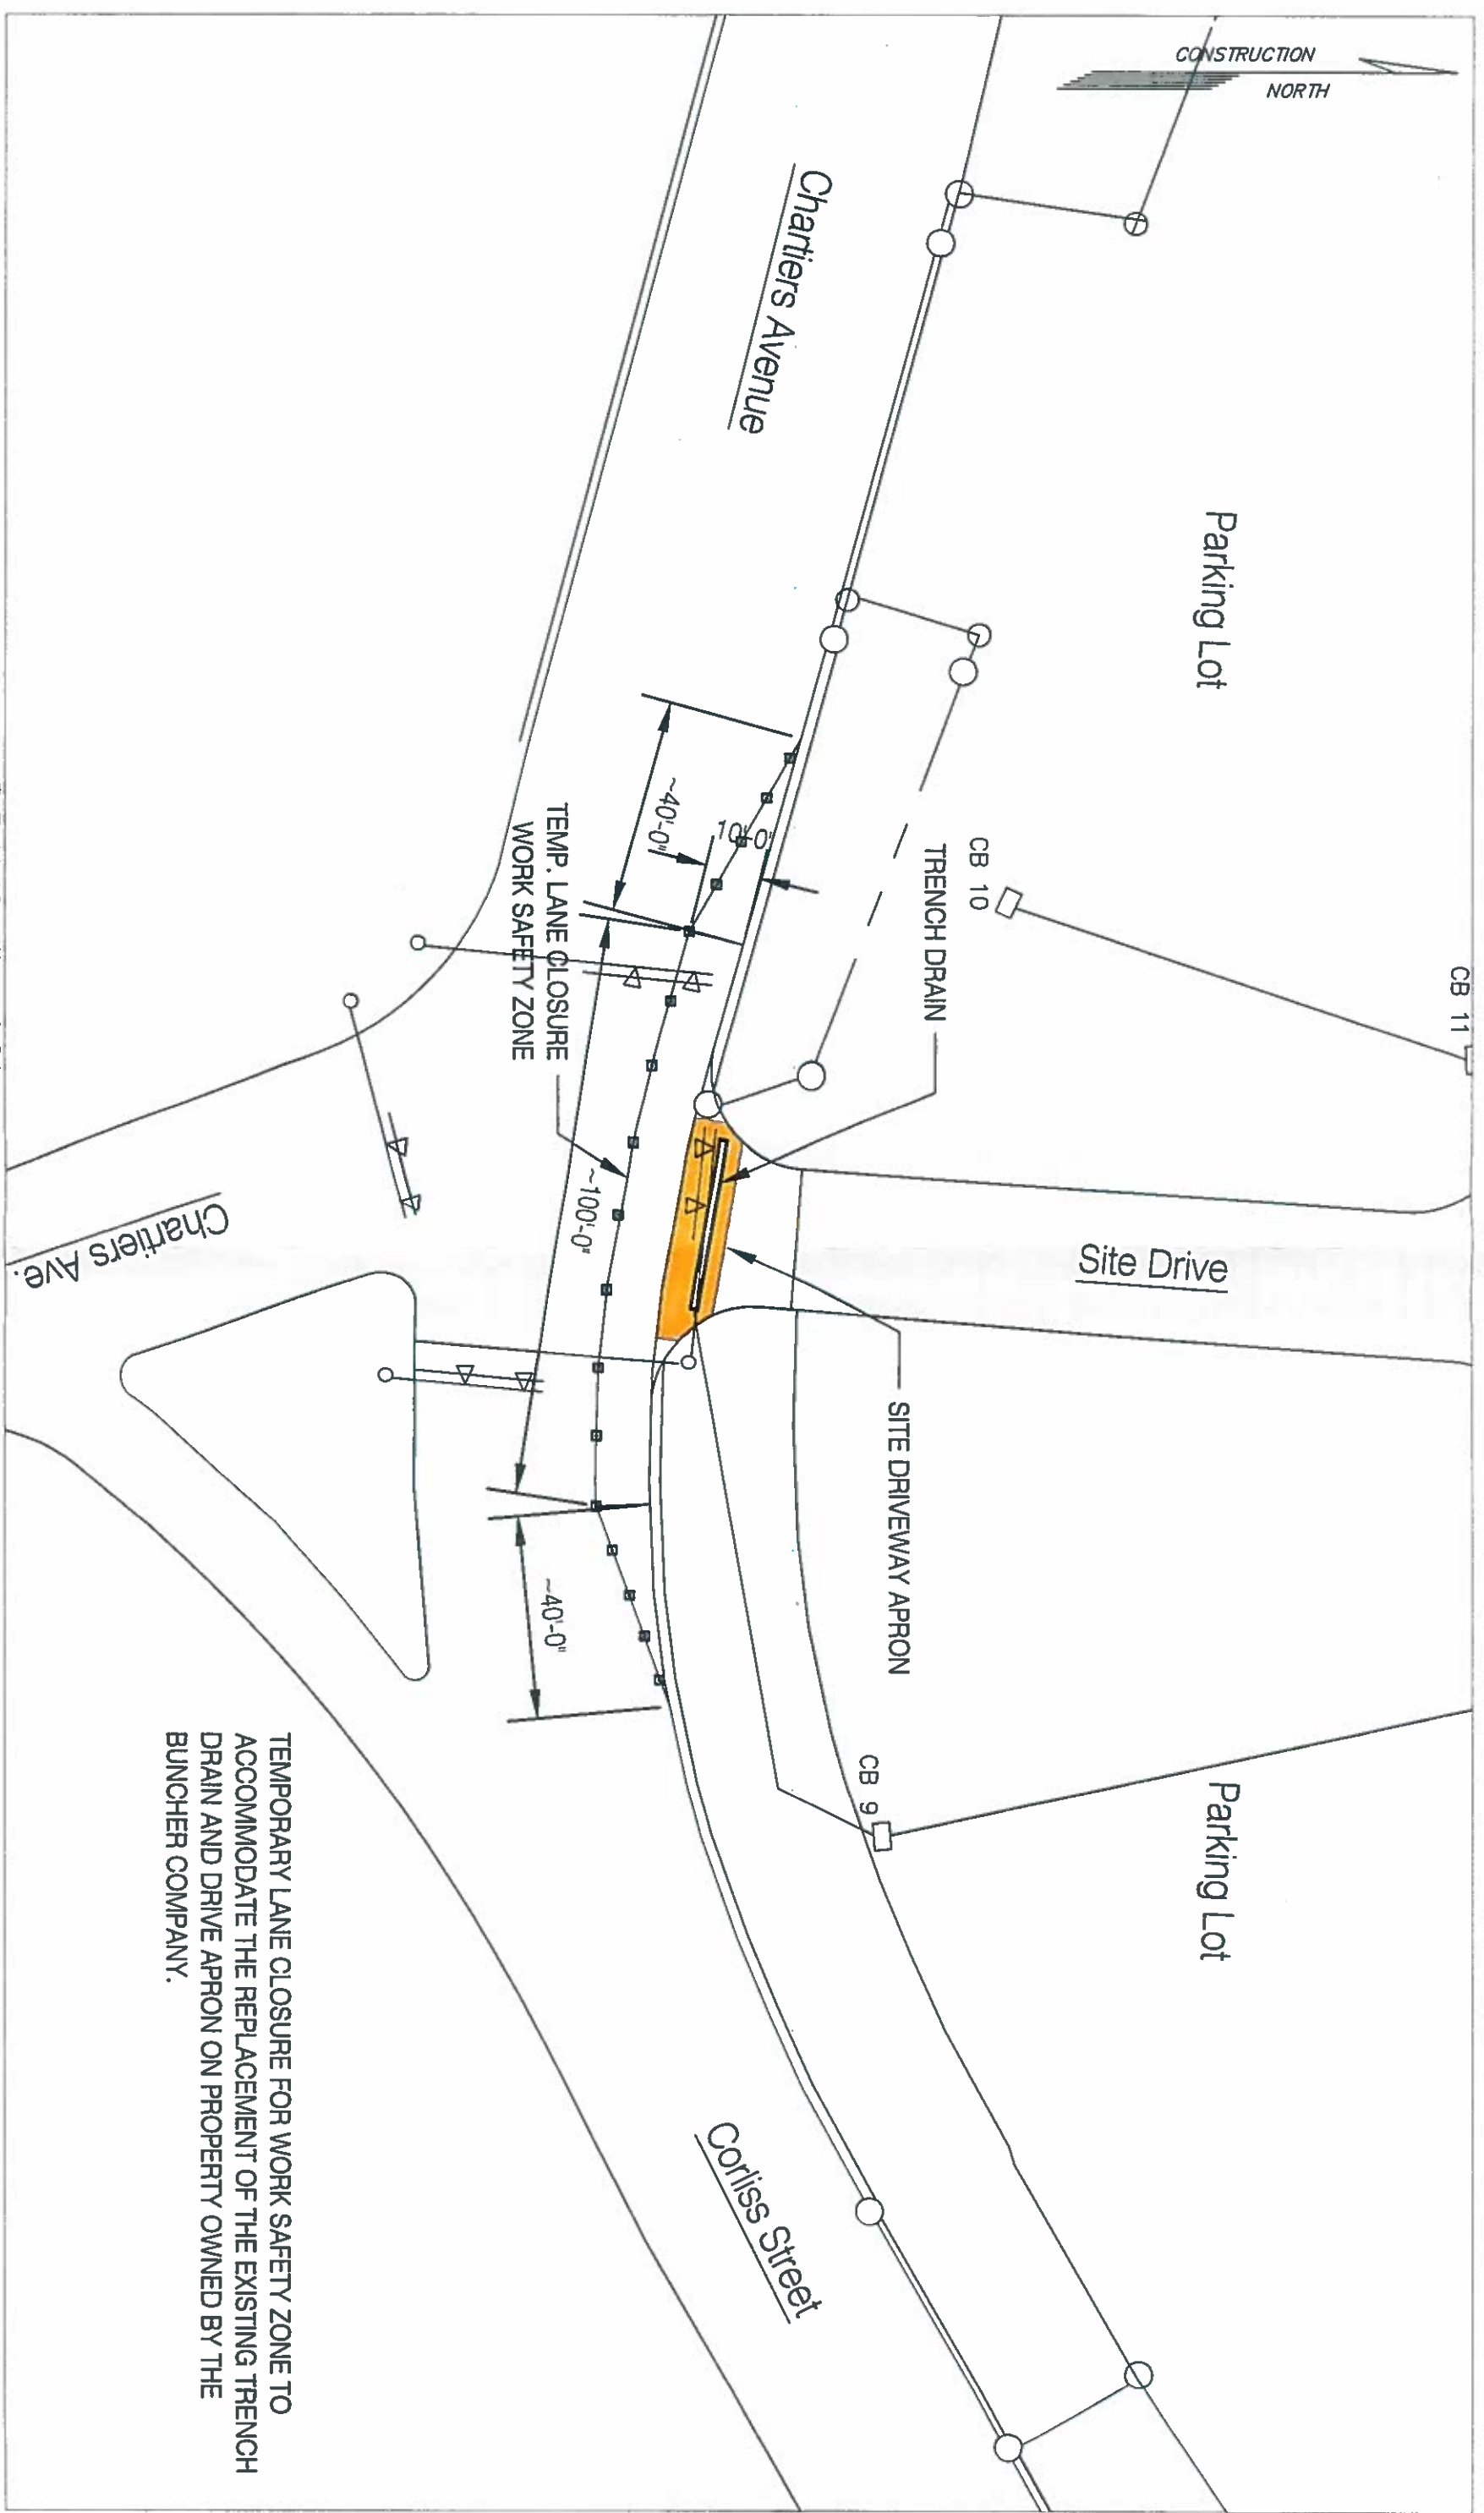 CONSTRUCTION
NORTH
Chartiers Avenue
Parking Lot
CB 10
CB 11
TRENCH DRAIN
~40'-0"
10'-0"
TEMP. LANE CLOSURE
WORK SAFETY ZONE
~100'-0"
Site Drive
SITE DRIVEWAY APRON
Chartiers Ave.
~40'-0"
CB 9
Parking Lot
Corliss Street
TEMPORARY LANE CLOSURE FOR WORK SAFETY ZONE TO
ACCOMMODATE THE REPLACEMENT OF THE EXISTING TRENCH
DRAIN AND DRIVE APRON ON PROPERTY OWNED BY THE
BUNCHER COMPANY.